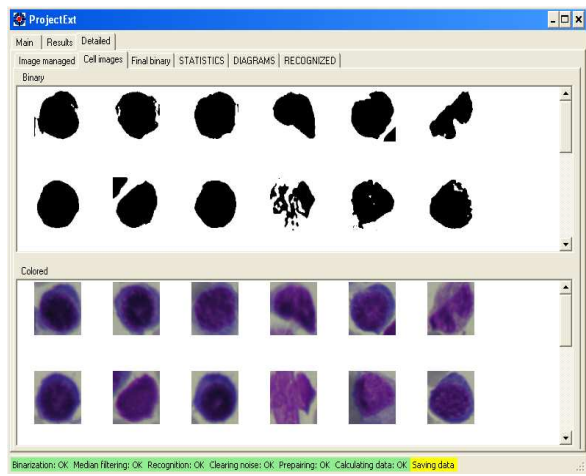 ProjectExt
Main Results Detailed
Image managed Cell images Final binary STATISTICS DIAGRAMS RECOGNIZED
Binary
Colored
Binarization: OK Median filtering: OK Recognition: OK Clearing noise: OK Prepairing: OK Calculating data: OK Saving data